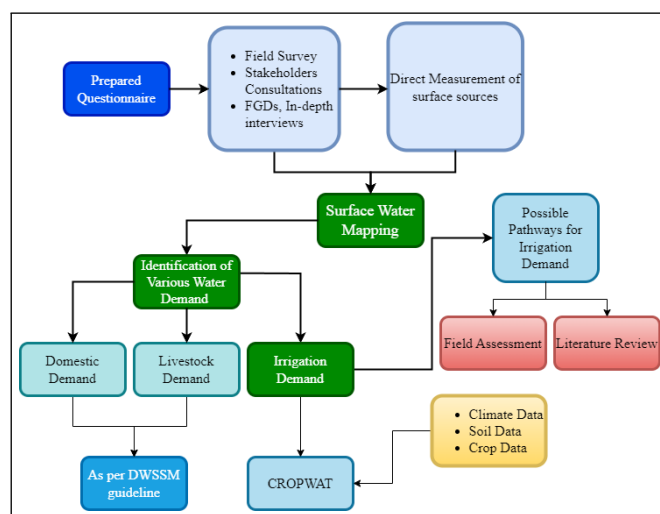 Prepared
Questionnaire
• Field Survey
• Stakeholders
Consultations
• FGDs, In-depth
interviews
Direct Measurement of
surface sources
Surface Water
Mapping
Possible
Pathways for
Irrigation
Demand
Identification of
Various Water
Demand
Field Assessment
Literature Review
Domestic
Demand
Livestock
Demand
Irrigation
Demand
• Climate Data
• Soil Data
• Crop Data
As per DWSSM
guideline
CROPWAT